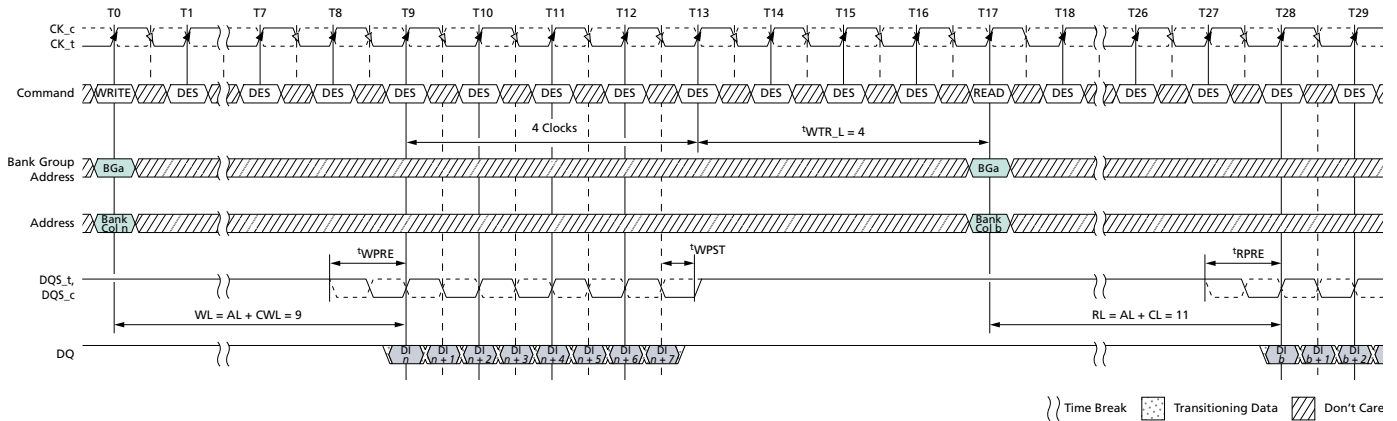 T0 T1 T7 T8 T9 T10 T11 T12 T13 T14 T15 T16 T17 T18 T26 T27 T28 T29
CK_c
CK_t
Command WRITE DES DES DES DES DES DES DES DES DES DES DES READ DES DES DES DES DES
4 Clocks tWTR_L = 4
Bank Group
Address
BGa BGa
Address
Bank
Col n
Bank
Col b
tWPRE tWPST tRPRE
DQS_t,
DQS_c
WL = AL + CWL = 9 RL = AL + CL = 11
DQ
DI DI DI DI DI DI DI DI DI DI DI
n n + 1 n + 2 n + 3 n + 4 n + 5 n + 6 n + 7 b b + 1 b + 2
Time Break Transitioning Data Don't Care